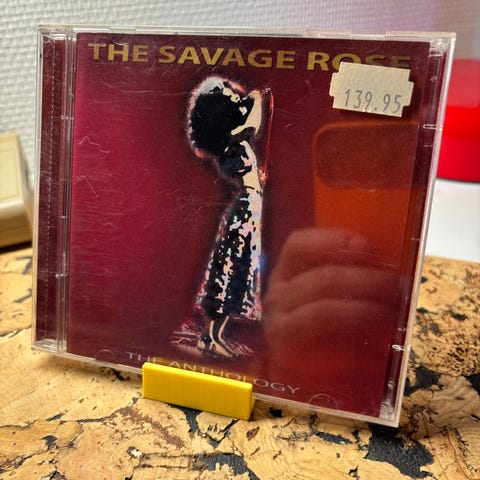 THE SAVAGE ROSE
139.95
THE ANTHOLOGY